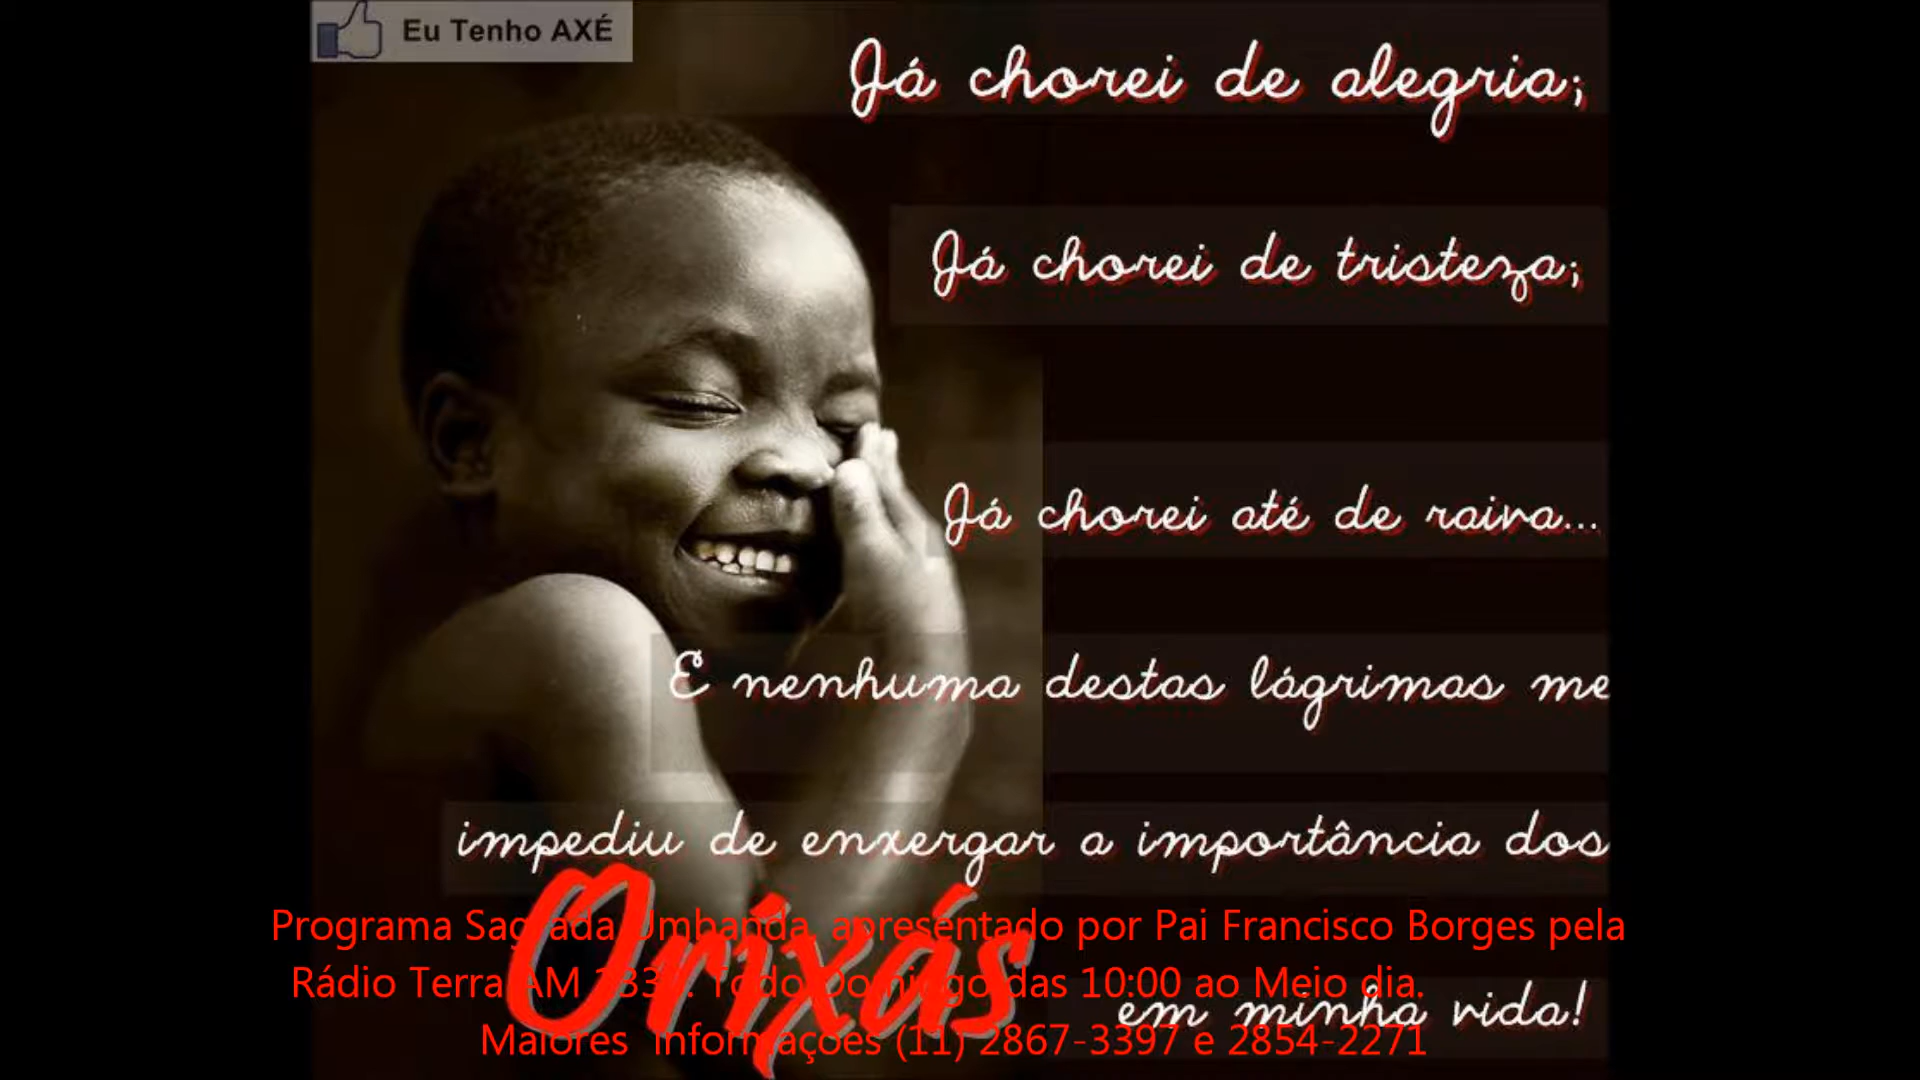 Eu Tenho AXÉ
Já chorei de alegria;
Já chorei de tristeza;
Já chorei até de raiva...
E nenhuma destas lágrimas me
impediu de enxergar a importância dos
Orixás
em minha vida!
Programa Sagrada Umbanda, apresentado por Pai Francisco Borges pela
Rádio Terra AM Todo Domingo das 10:00 ao Meio dia.
Maiores informações (11) 2867-3397 e 2854-2271